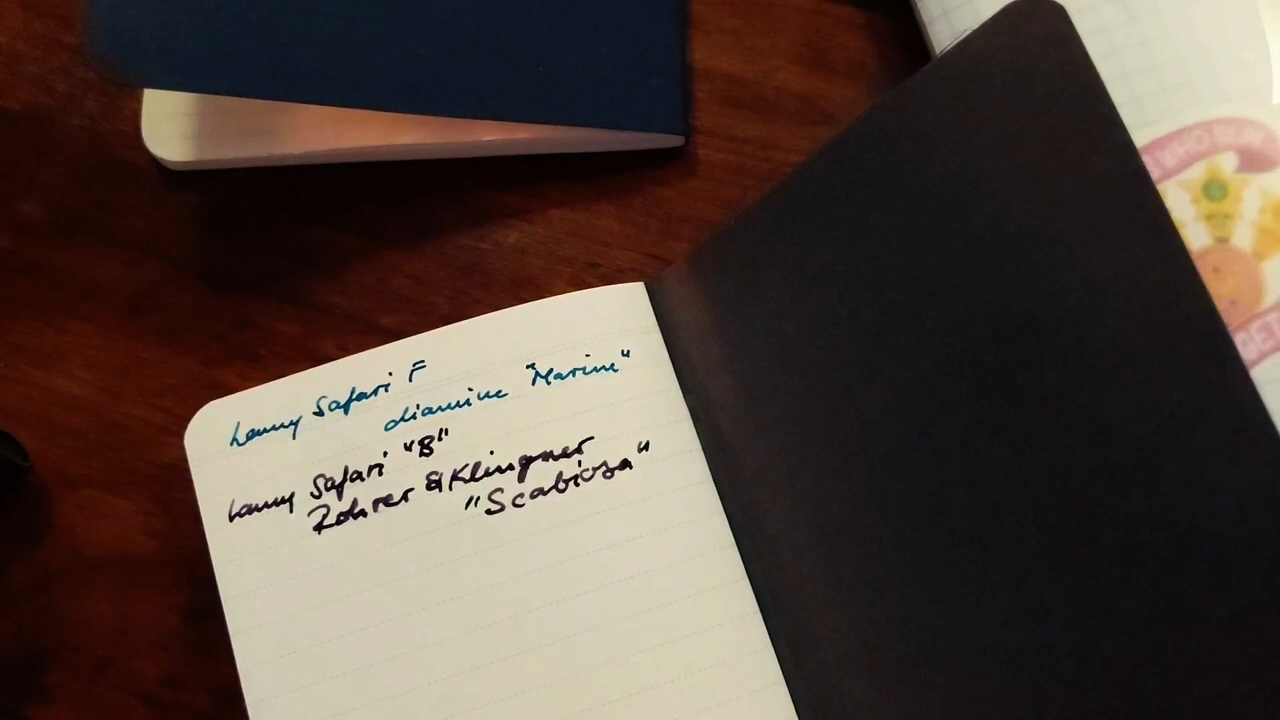 Lamy Safari F
diamine "Marine"
Lamy Safari "B"
Rohrer & Klingner
"Scabiosa"